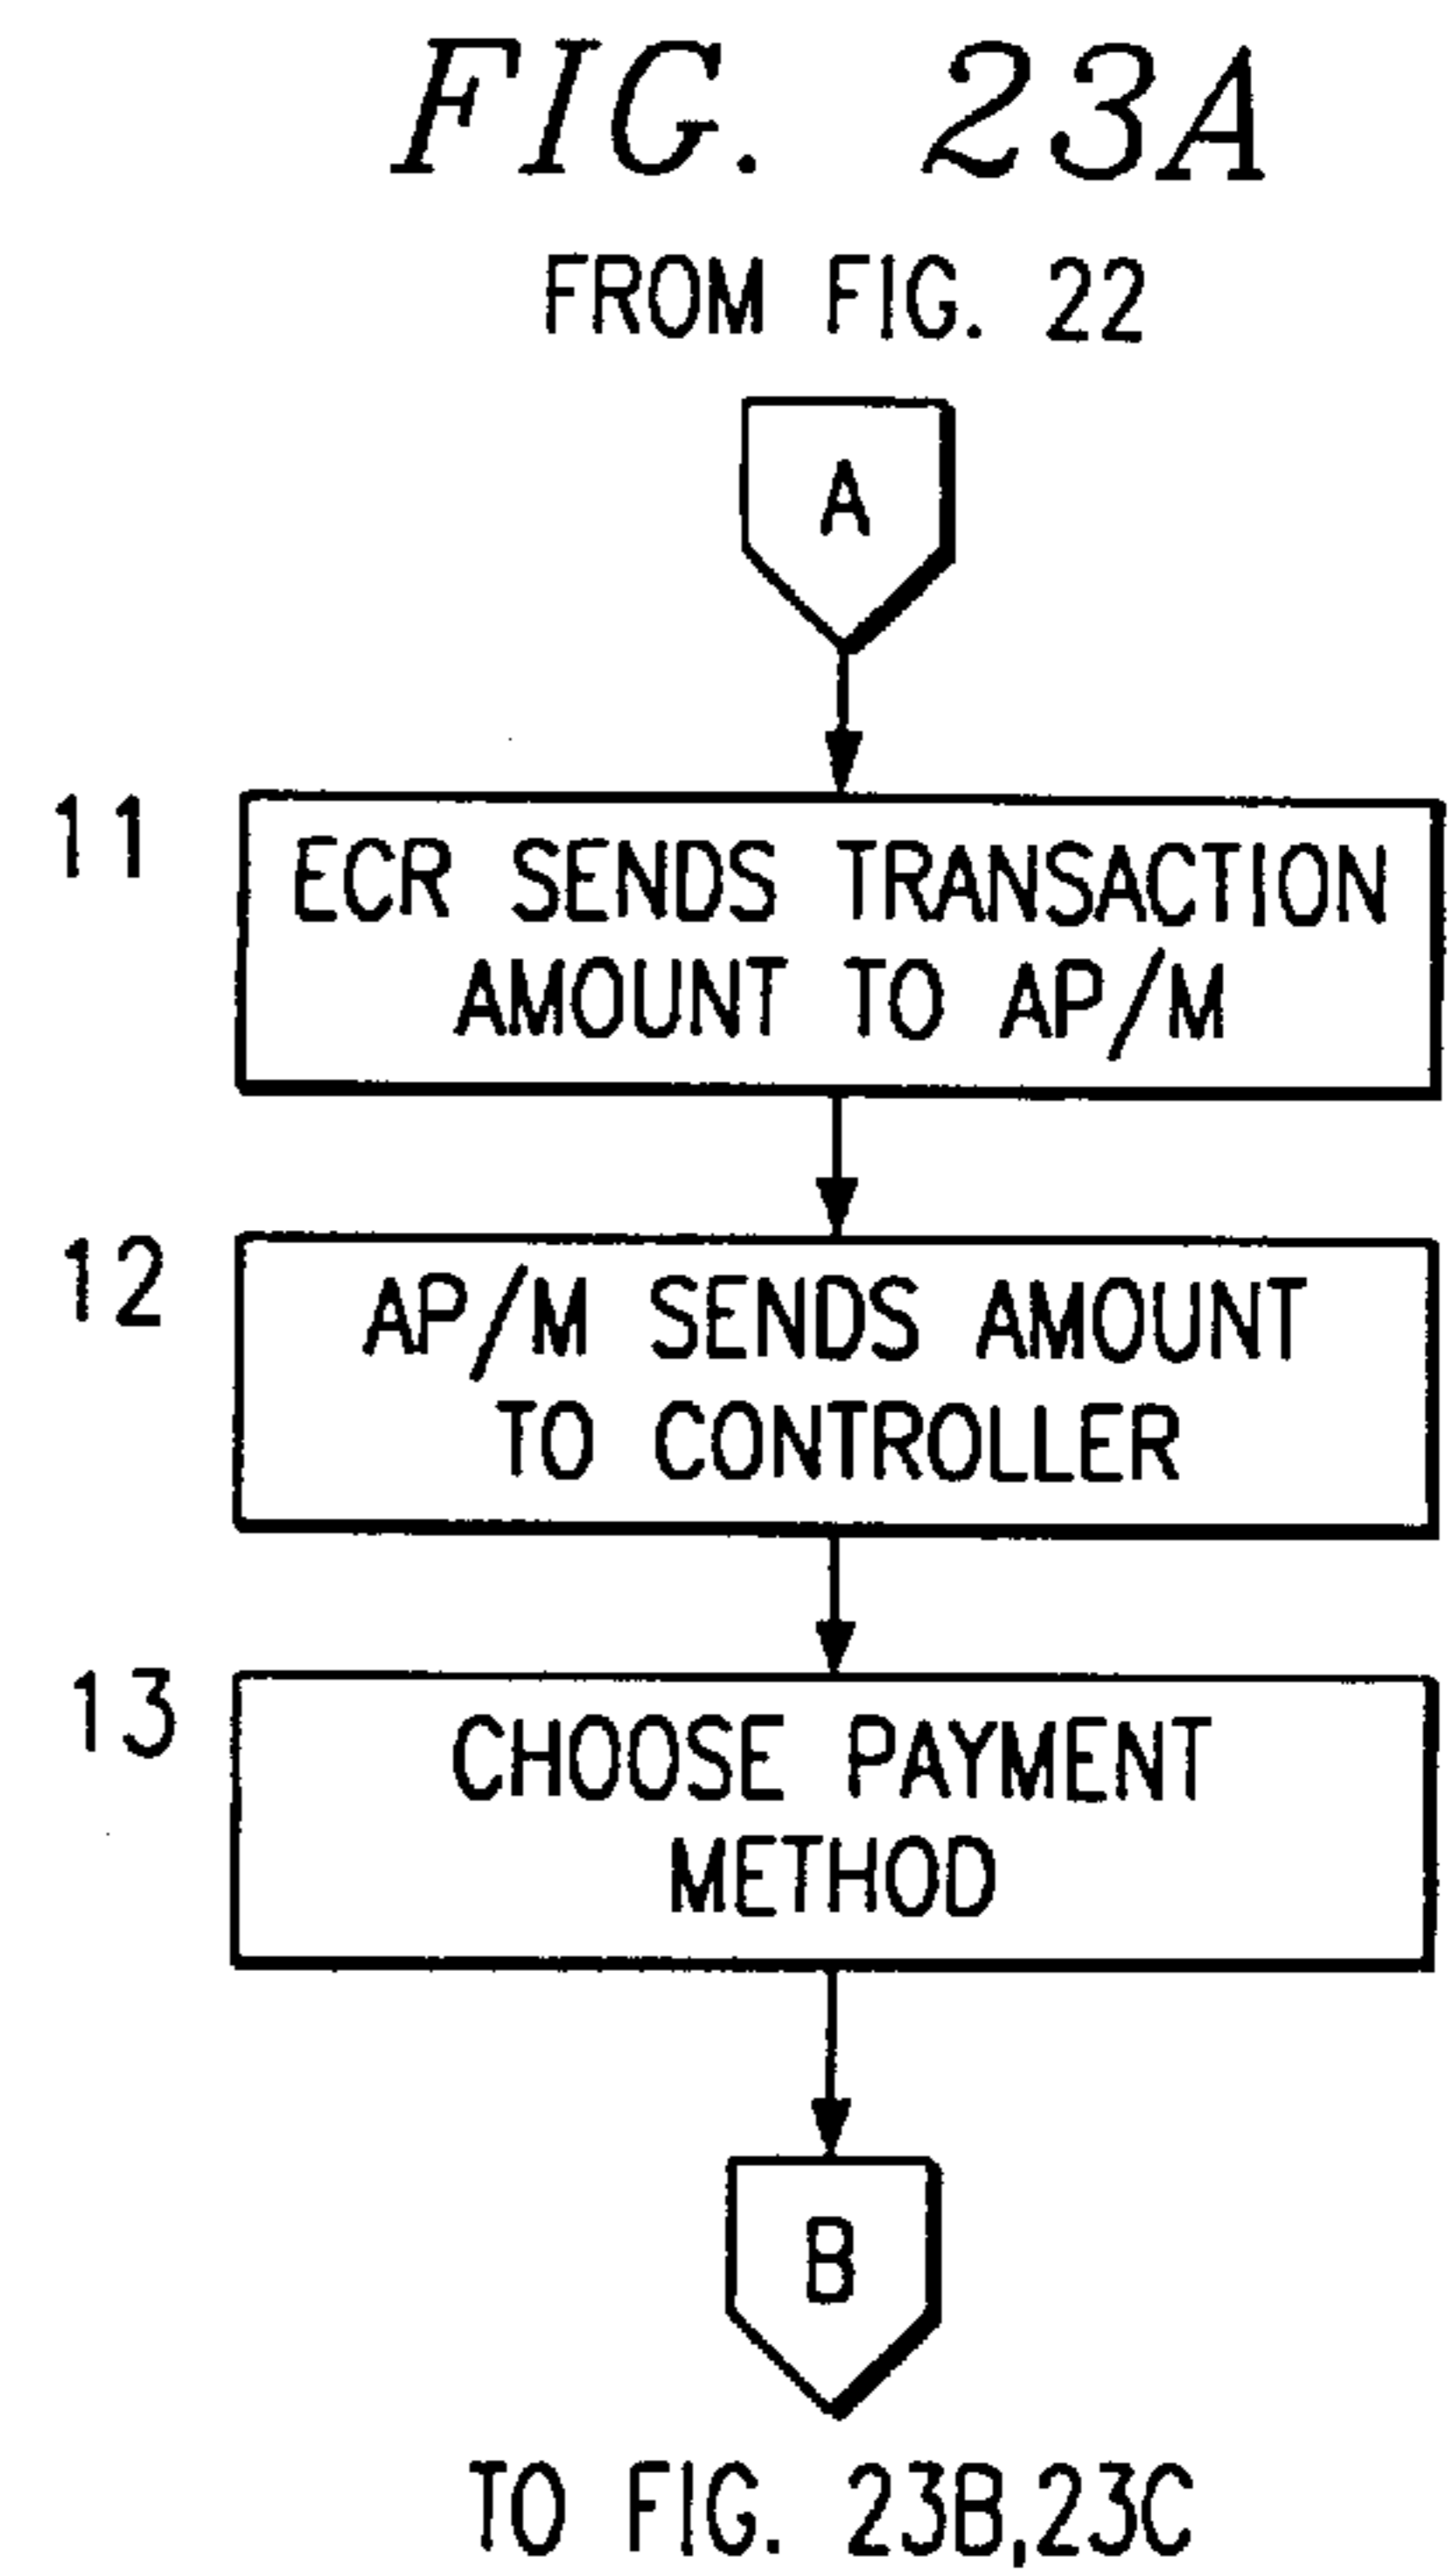 FIG. 23A
FROM FIG. 22
A
11
ECR SENDS TRANSACTION
AMOUNT TO AP/M
12
AP/M SENDS AMOUNT
TO CONTROLLER
13
CHOOSE PAYMENT
METHOD
B
TO FIG. 23B,23C